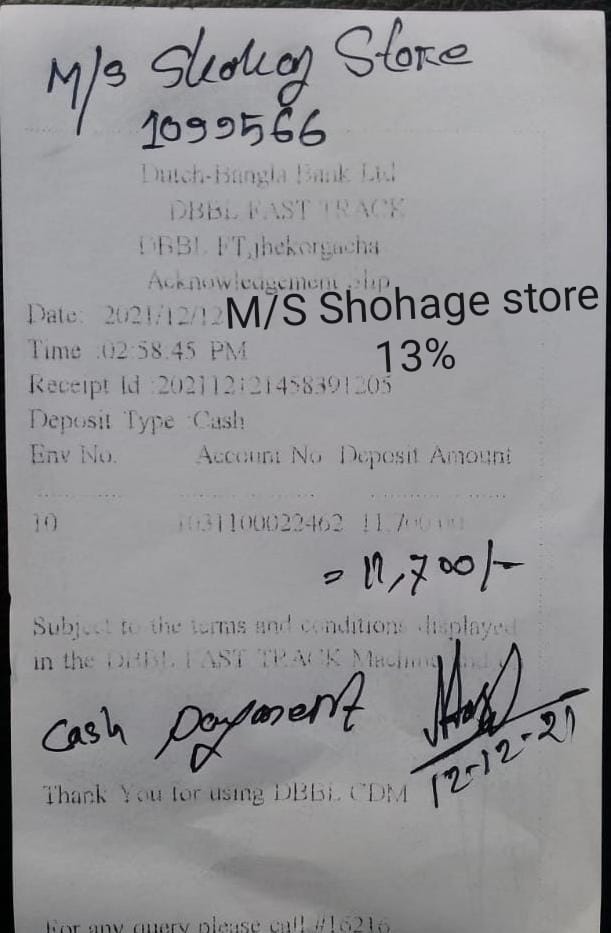 M/S Shohag Store
1099566
Dutch-Bangla Bank Ltd
DBBL FAST TRACK
DBBL FT,jhekorgacha
Acknowledgement Slip
Date: 2021/12/12
M/S Shohage store
Time :02:58:45 PM
13%
Receipt Id :202112121458391205
Deposit Type :Cash
Env No. Account No Deposit Amount
10 1031100022462 11,700.00
= 11,700/-
Subject to the terms and conditions displayed
in the DBBL FAST TRACK Machine
Cash payment
12-12-21
Thank You for using DBBL CDM
For any query please call #16216